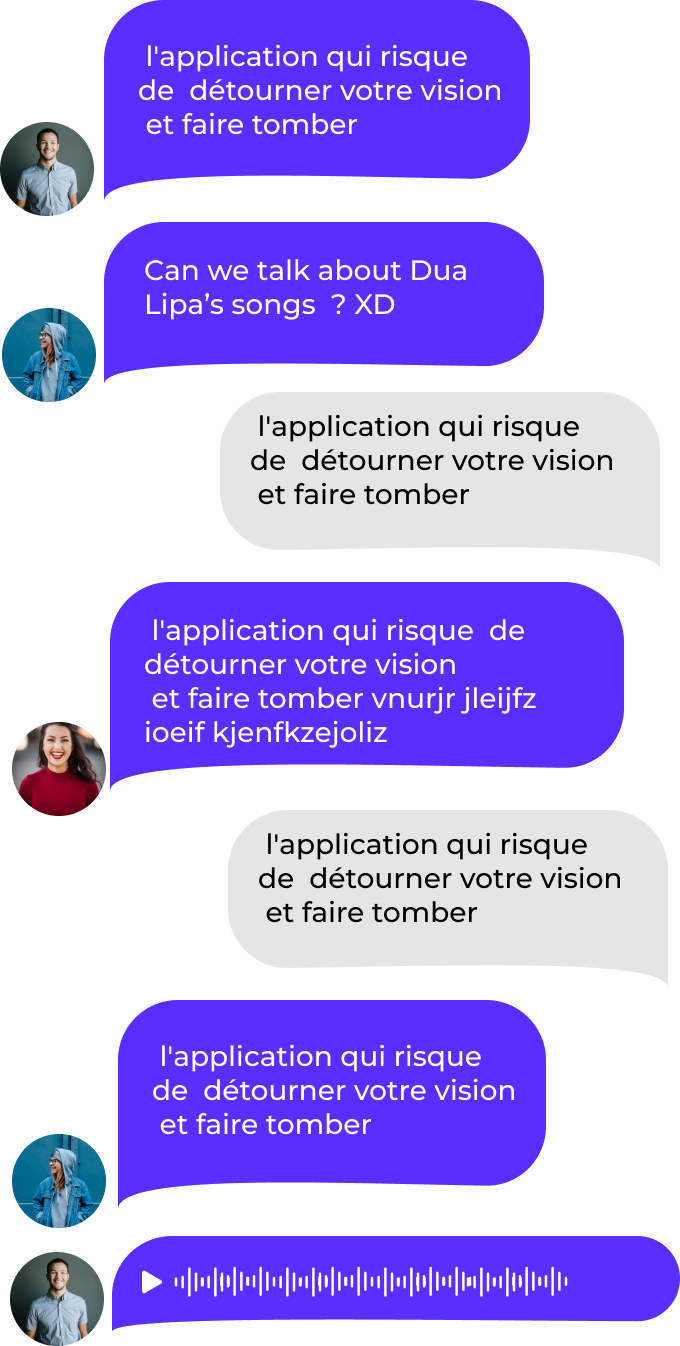 l'application qui risque
de détourner votre vision
et faire tomber
Can we talk about Dua
Lipa’s songs ? XD
l'application qui risque
de détourner votre vision
et faire tomber
l'application qui risque de
détourner votre vision
et faire tomber vnurjr jleijfz
ioeif kjenfkzejoliz
l'application qui risque
de détourner votre vision
et faire tomber
l'application qui risque
de détourner votre vision
et faire tomber